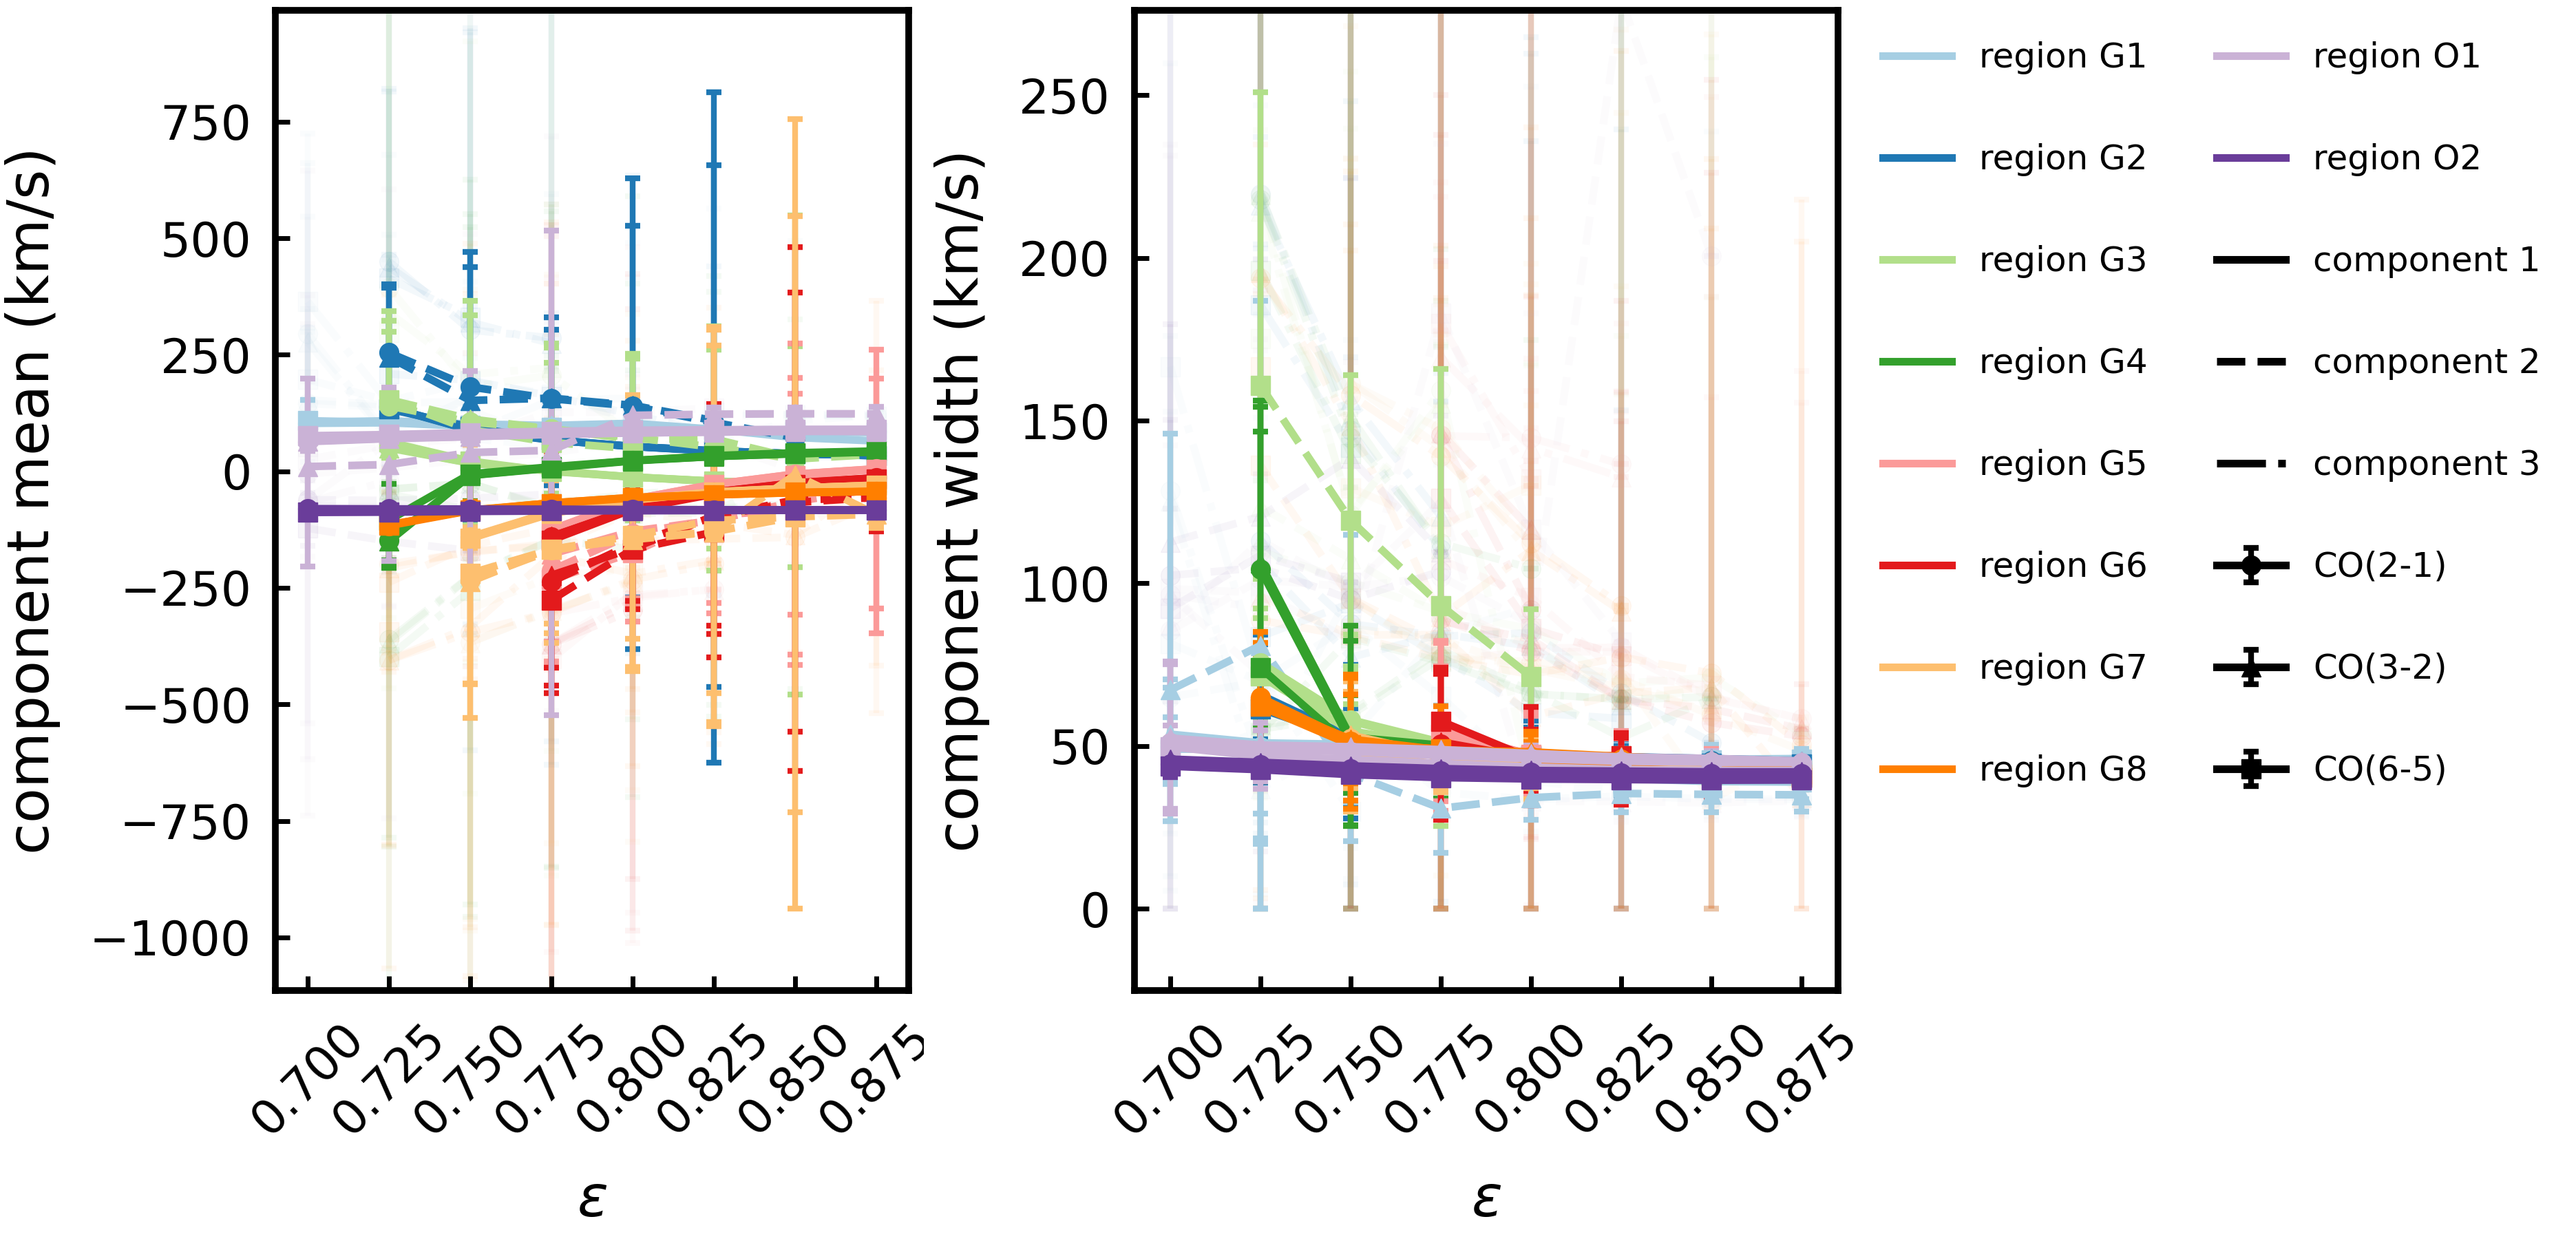 component mean (km/s)
750
500
250
0
−250
−500
−750
−1000
0.700
0.725
0.750
0.775
0.800
0.825
0.850
0.875
ε
component width (km/s)
250
200
150
100
50
0
0.700
0.725
0.750
0.775
0.800
0.825
0.850
0.875
ε
region G1
region G2
region G3
region G4
region G5
region G6
region G7
region G8
region O1
region O2
component 1
component 2
component 3
CO(2-1)
CO(3-2)
CO(6-5)